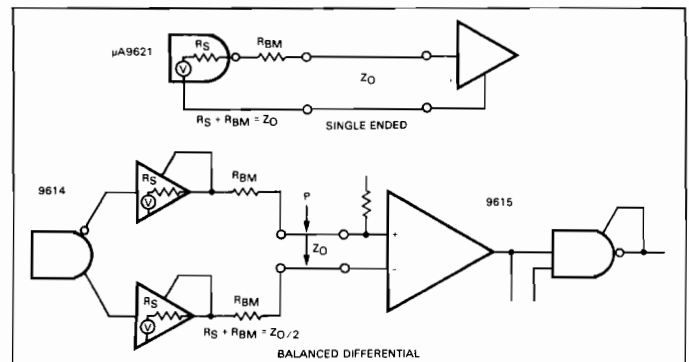 μA9621
RS
RBM
V
ZO
RS + RBM = ZO
SINGLE ENDED
9614
RS
RBM
V
P
9615
+
ZO
-
RS
RBM
V
RS + RBM = ZO/2
BALANCED DIFFERENTIAL